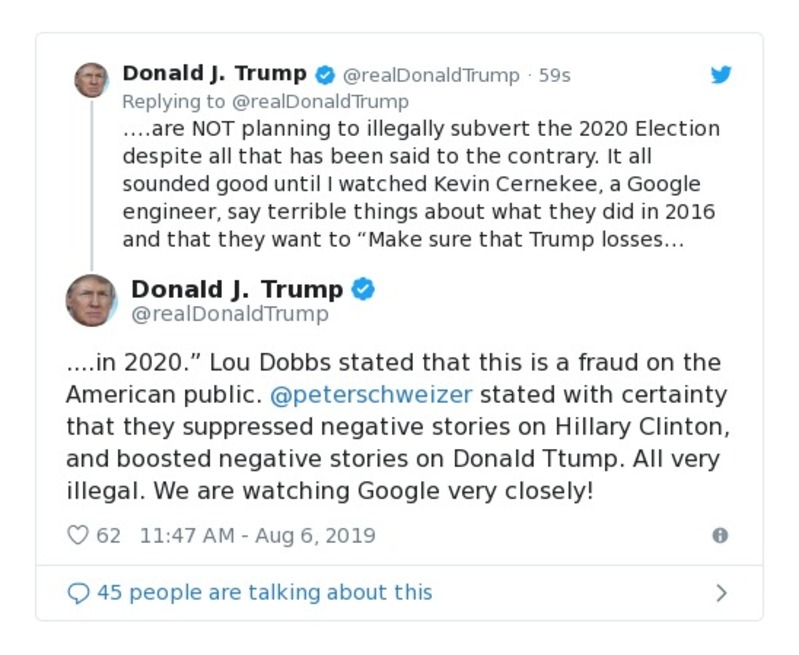 Donald J. Trump @realDonaldTrump · 59s
Replying to @realDonaldTrump
....are NOT planning to illegally subvert the 2020 Election
despite all that has been said to the contrary. It all
sounded good until I watched Kevin Cernekee, a Google
engineer, say terrible things about what they did in 2016
and that they want to “Make sure that Trump losses...
Donald J. Trump
@realDonaldTrump
....in 2020.” Lou Dobbs stated that this is a fraud on the
American public. @peterschweizer stated with certainty
that they suppressed negative stories on Hillary Clinton,
and boosted negative stories on Donald Ttump. All very
illegal. We are watching Google very closely!
62 11:47 AM - Aug 6, 2019
45 people are talking about this